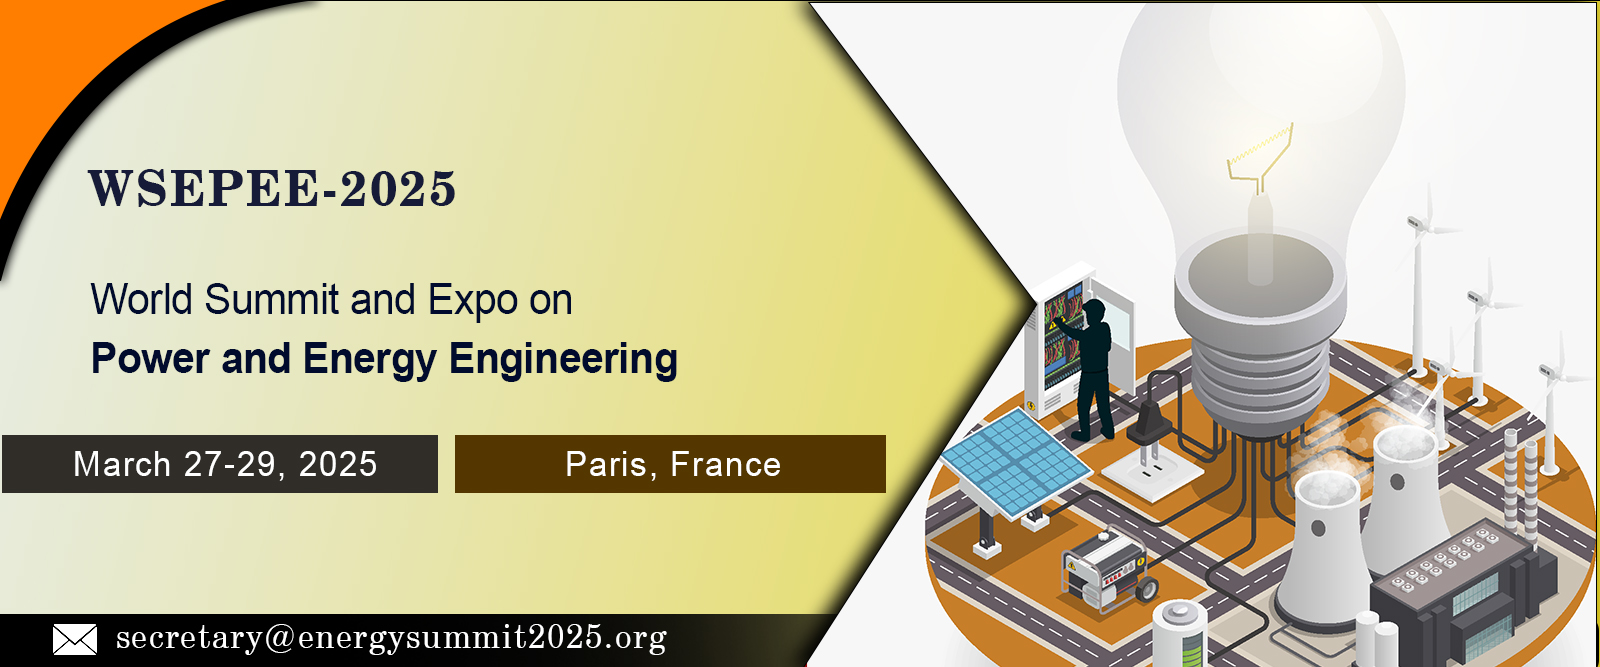 WSEPEE-2025
World Summit and Expo on
Power and Energy Engineering
March 27-29, 2025
Paris, France
secretary@energysummit2025.org